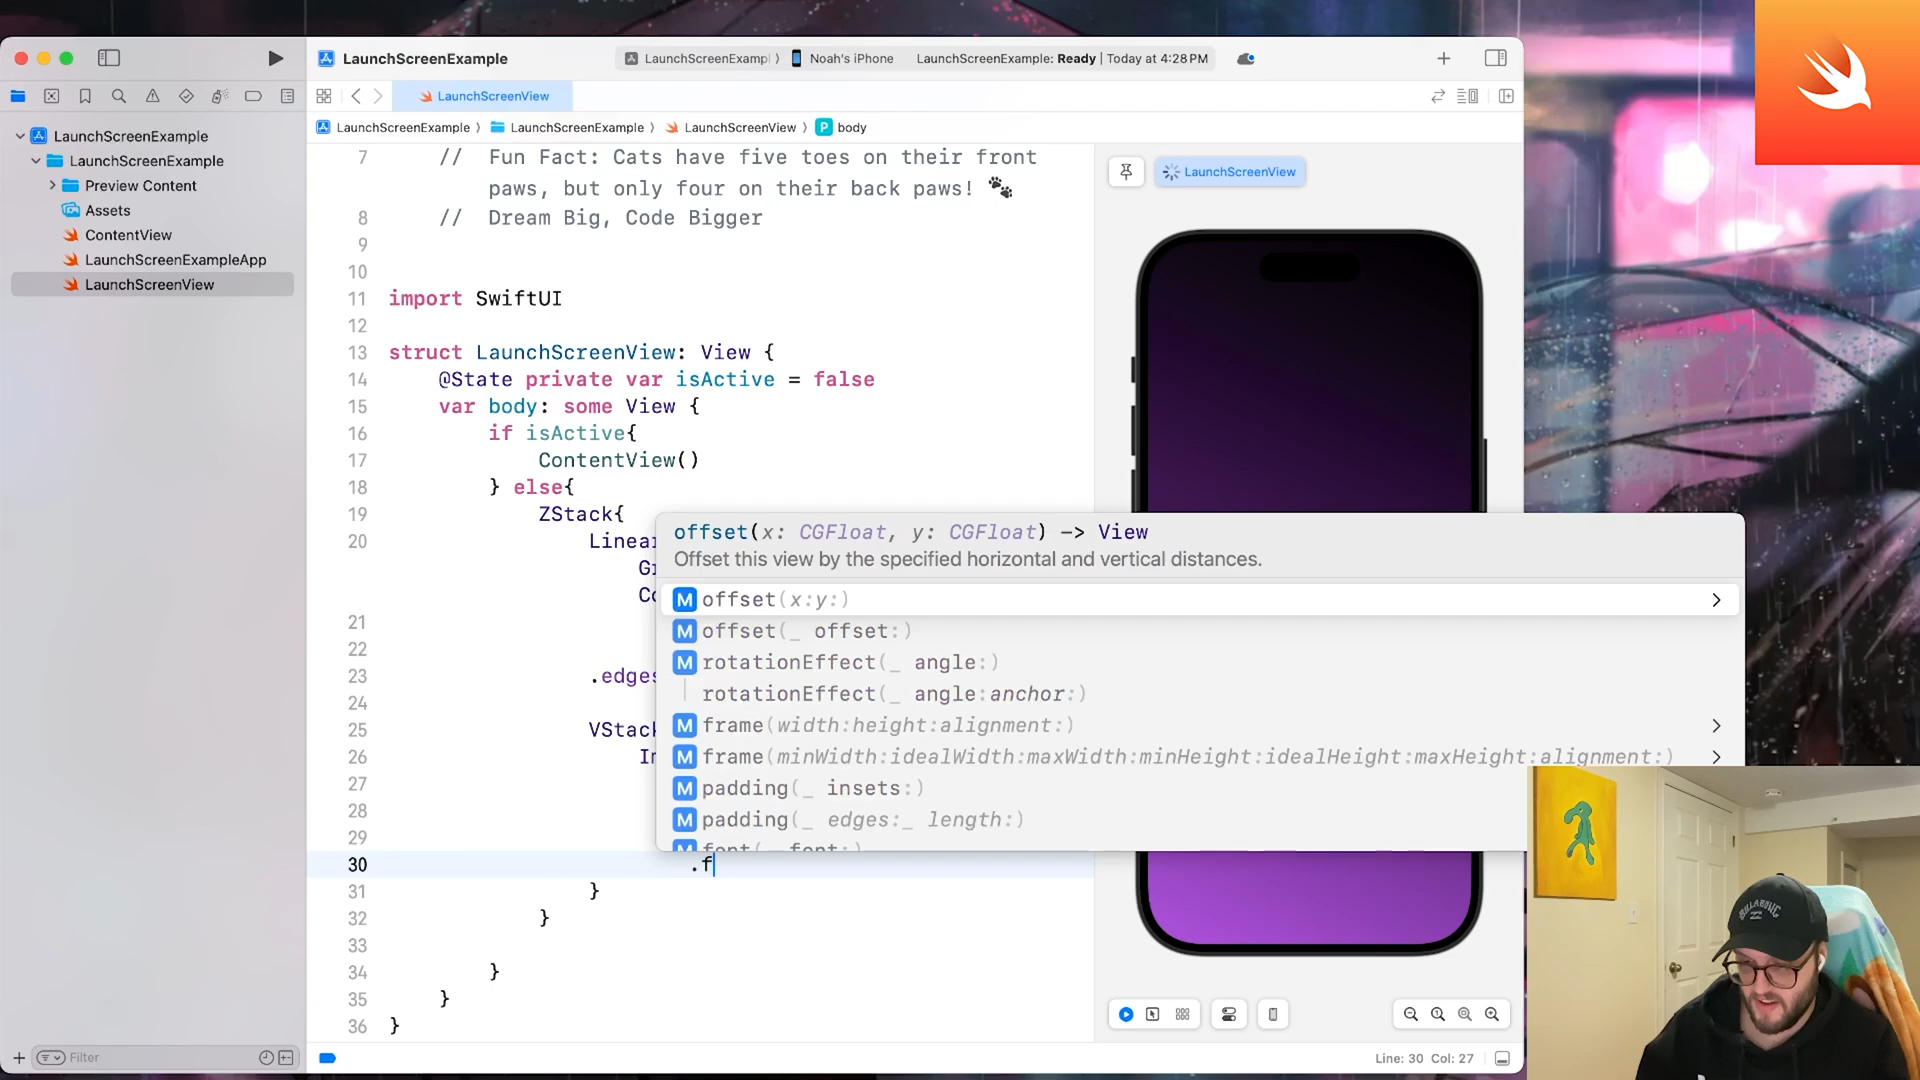 LaunchScreenExample
LaunchScreenExampl 〉 Noah's iPhone
LaunchScreenExample: Ready | Today at 4:28 PM
LaunchScreenView
LaunchScreenExample 〉 LaunchScreenExample 〉 LaunchScreenView 〉 P body
LaunchScreenExample
LaunchScreenExample
Preview Content
Assets
ContentView
LaunchScreenExampleApp
LaunchScreenView
Filter
7 // Fun Fact: Cats have five toes on their front
paws, but only four on their back paws! 🐾
8 // Dream Big, Code Bigger
9
10
11 import SwiftUI
12
13 struct LaunchScreenView: View {
14 @State private var isActive = false
15 var body: some View {
16 if isActive{
17 ContentView()
18 } else{
19 ZStack{
20 Linear
21
22
23 .edges
24
25 VStack
26
27
28
29
30 .f
31 }
32 }
33
34 }
35 }
36 }
offset(x: CGFloat, y: CGFloat) -> View
Offset this view by the specified horizontal and vertical distances.
M offset(x:y:)
M offset(_ offset:)
M rotationEffect(_ angle:)
rotationEffect(_ angle:anchor:)
M frame(width:height:alignment:)
M frame(minWidth:idealWidth:maxWidth:minHeight:idealHeight:maxHeight:alignment:)
M padding(_ insets:)
M padding(_ edges:_ length:)
M font(_ font:)
LaunchScreenView
Line: 30 Col: 27
BILLABONG